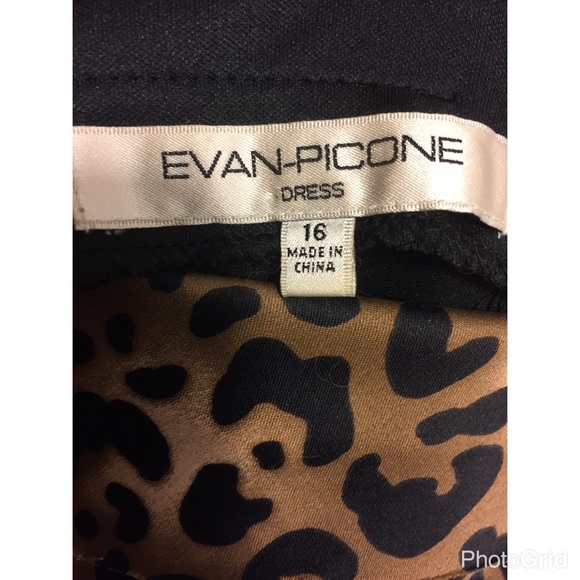 EVAN-PICONE
DRESS
16
MADE IN
CHINA
PhotoGrid